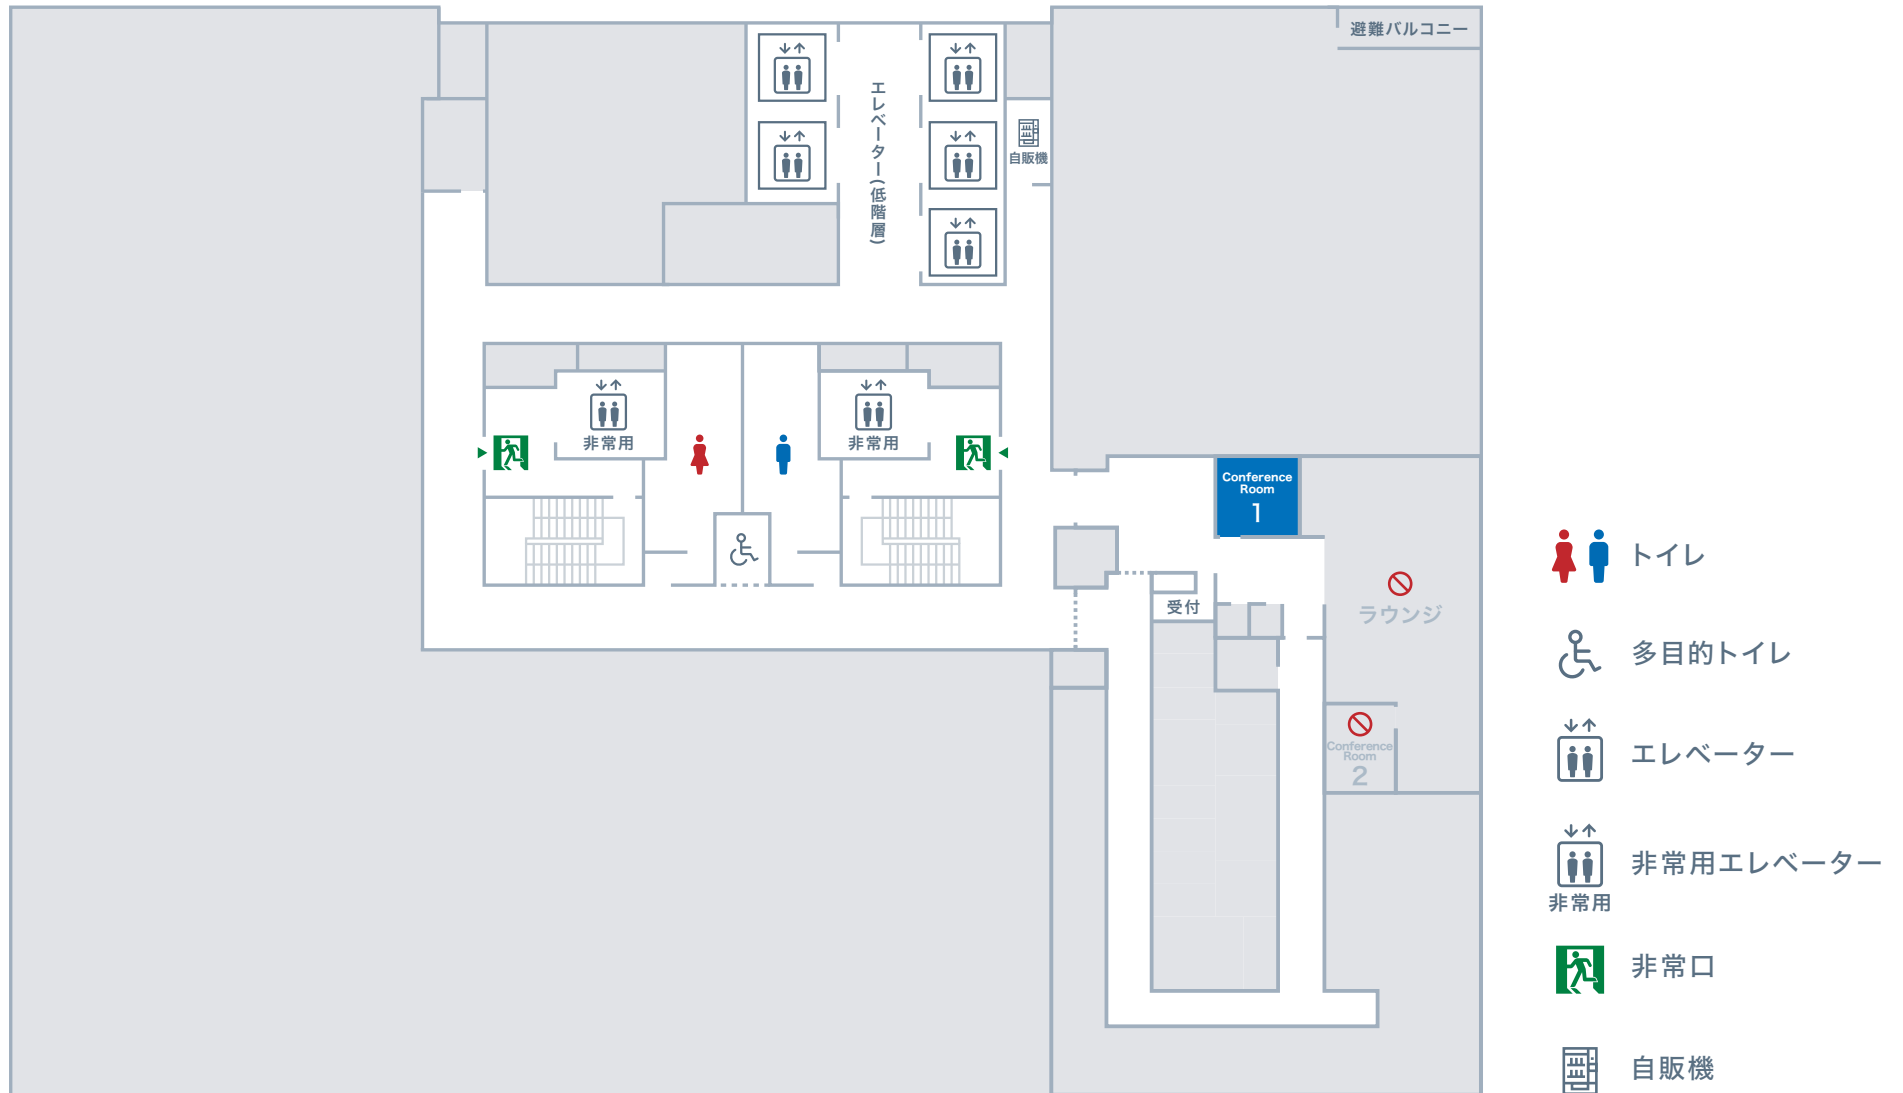 避難バルコニー
エレベーター(低階層)
自販機
非常用
非常用
Conference
Room
1
受付
ラウンジ
Conference
Room
2
トイレ
多目的トイレ
エレベーター
非常用エレベーター
非常用
非常口
自販機